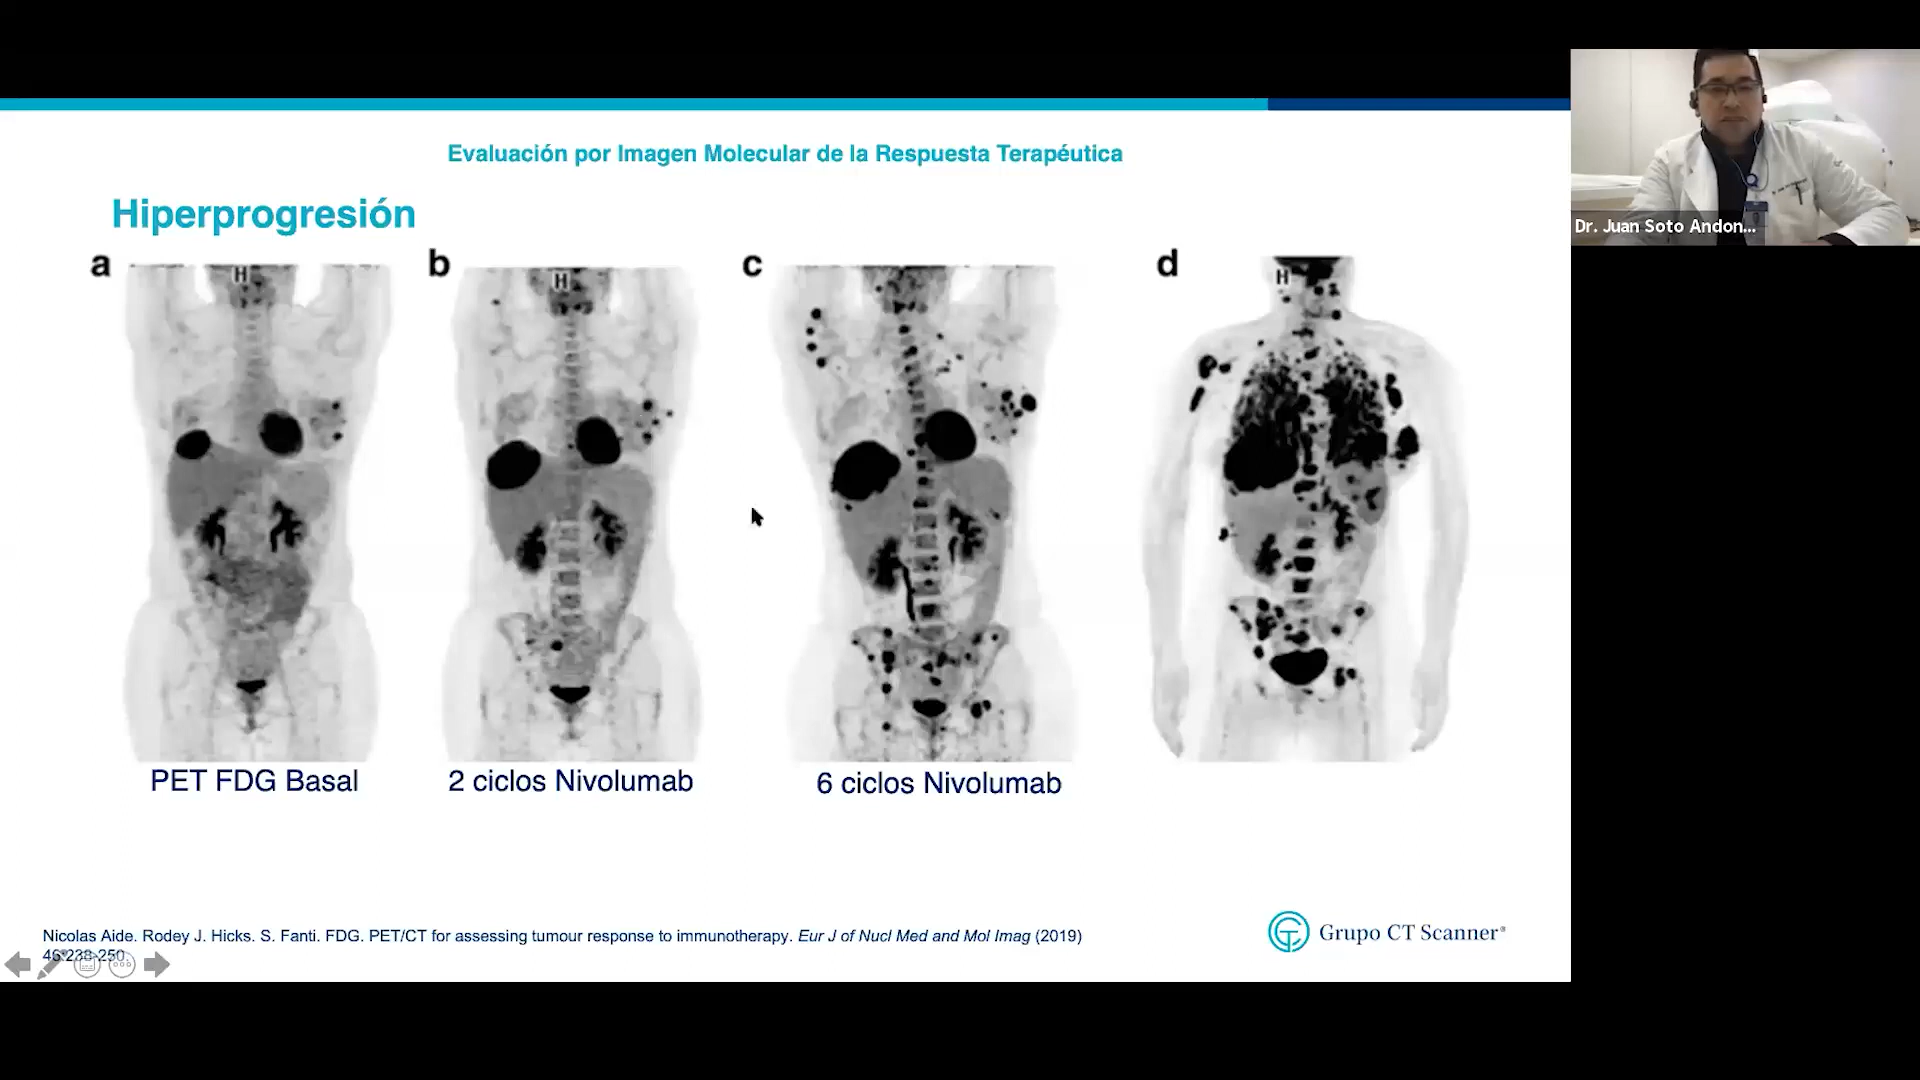 Evaluación por Imagen Molecular de la Respuesta Terapéutica
Hiperprogresión
a
b
c
d
H
H
H
PET FDG Basal
2 ciclos Nivolumab
6 ciclos Nivolumab
Nicolas Aide. Rodey J. Hicks. S. Fanti. FDG. PET/CT for assessing tumour response to immunotherapy. Eur J of Nucl Med and Mol Imag (2019)
46:238-250.
Grupo CT Scanner®
Dr. Juan Soto Andon...